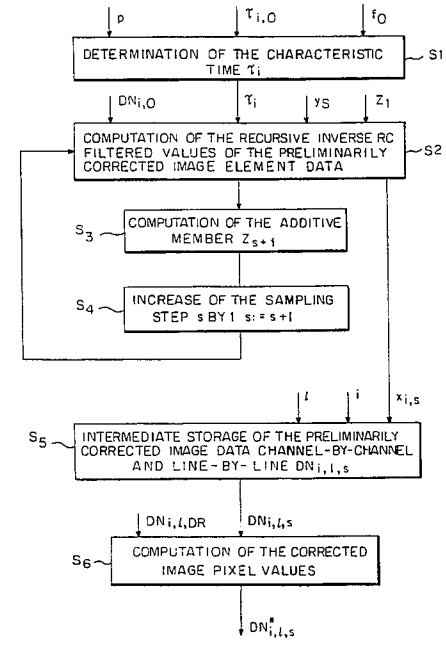 p τi,0 f0
DETERMINATION OF THE CHARACTERISTIC
TIME τi
S1
DNi,0 τi yS Z1
COMPUTATION OF THE RECURSIVE INVERSE RC
FILTERED VALUES OF THE PRELIMINARILY
CORRECTED IMAGE ELEMENT DATA
S2
S3
COMPUTATION OF THE ADDITIVE
MEMBER Zs+1
S4
INCREASE OF THE SAMPLING
STEP s BY 1 s:=s+1
l i xi,s
S5
INTERMEDIATE STORAGE OF THE PRELIMINARILY
CORRECTED IMAGE DATA CHANNEL-BY-CHANNEL
AND LINE-BY-LINE DNi,l,s
DNi,l,DR DNi,l,s
S6
COMPUTATION OF THE CORRECTED
IMAGE PIXEL VALUES
DN*i,l,s